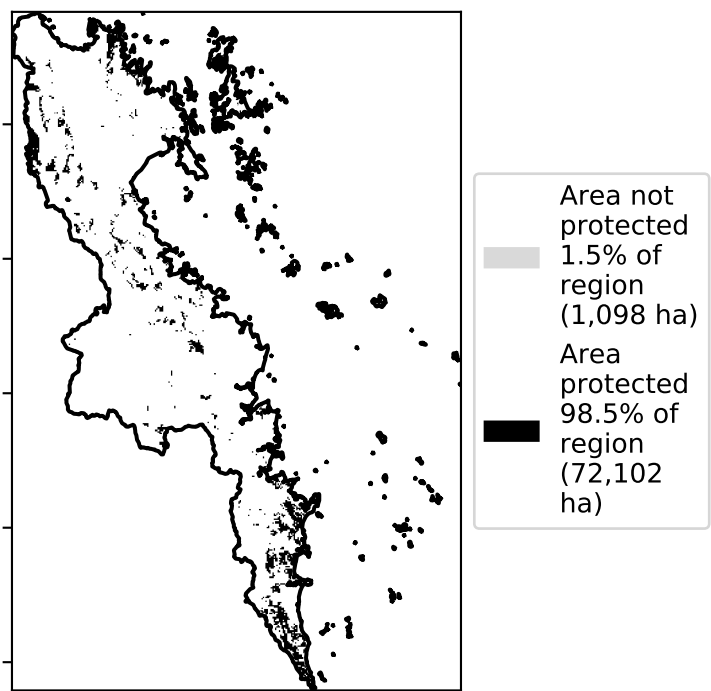 Area not
protected
1.5% of
region
(1,098 ha)
Area
protected
98.5% of
region
(72,102
ha)